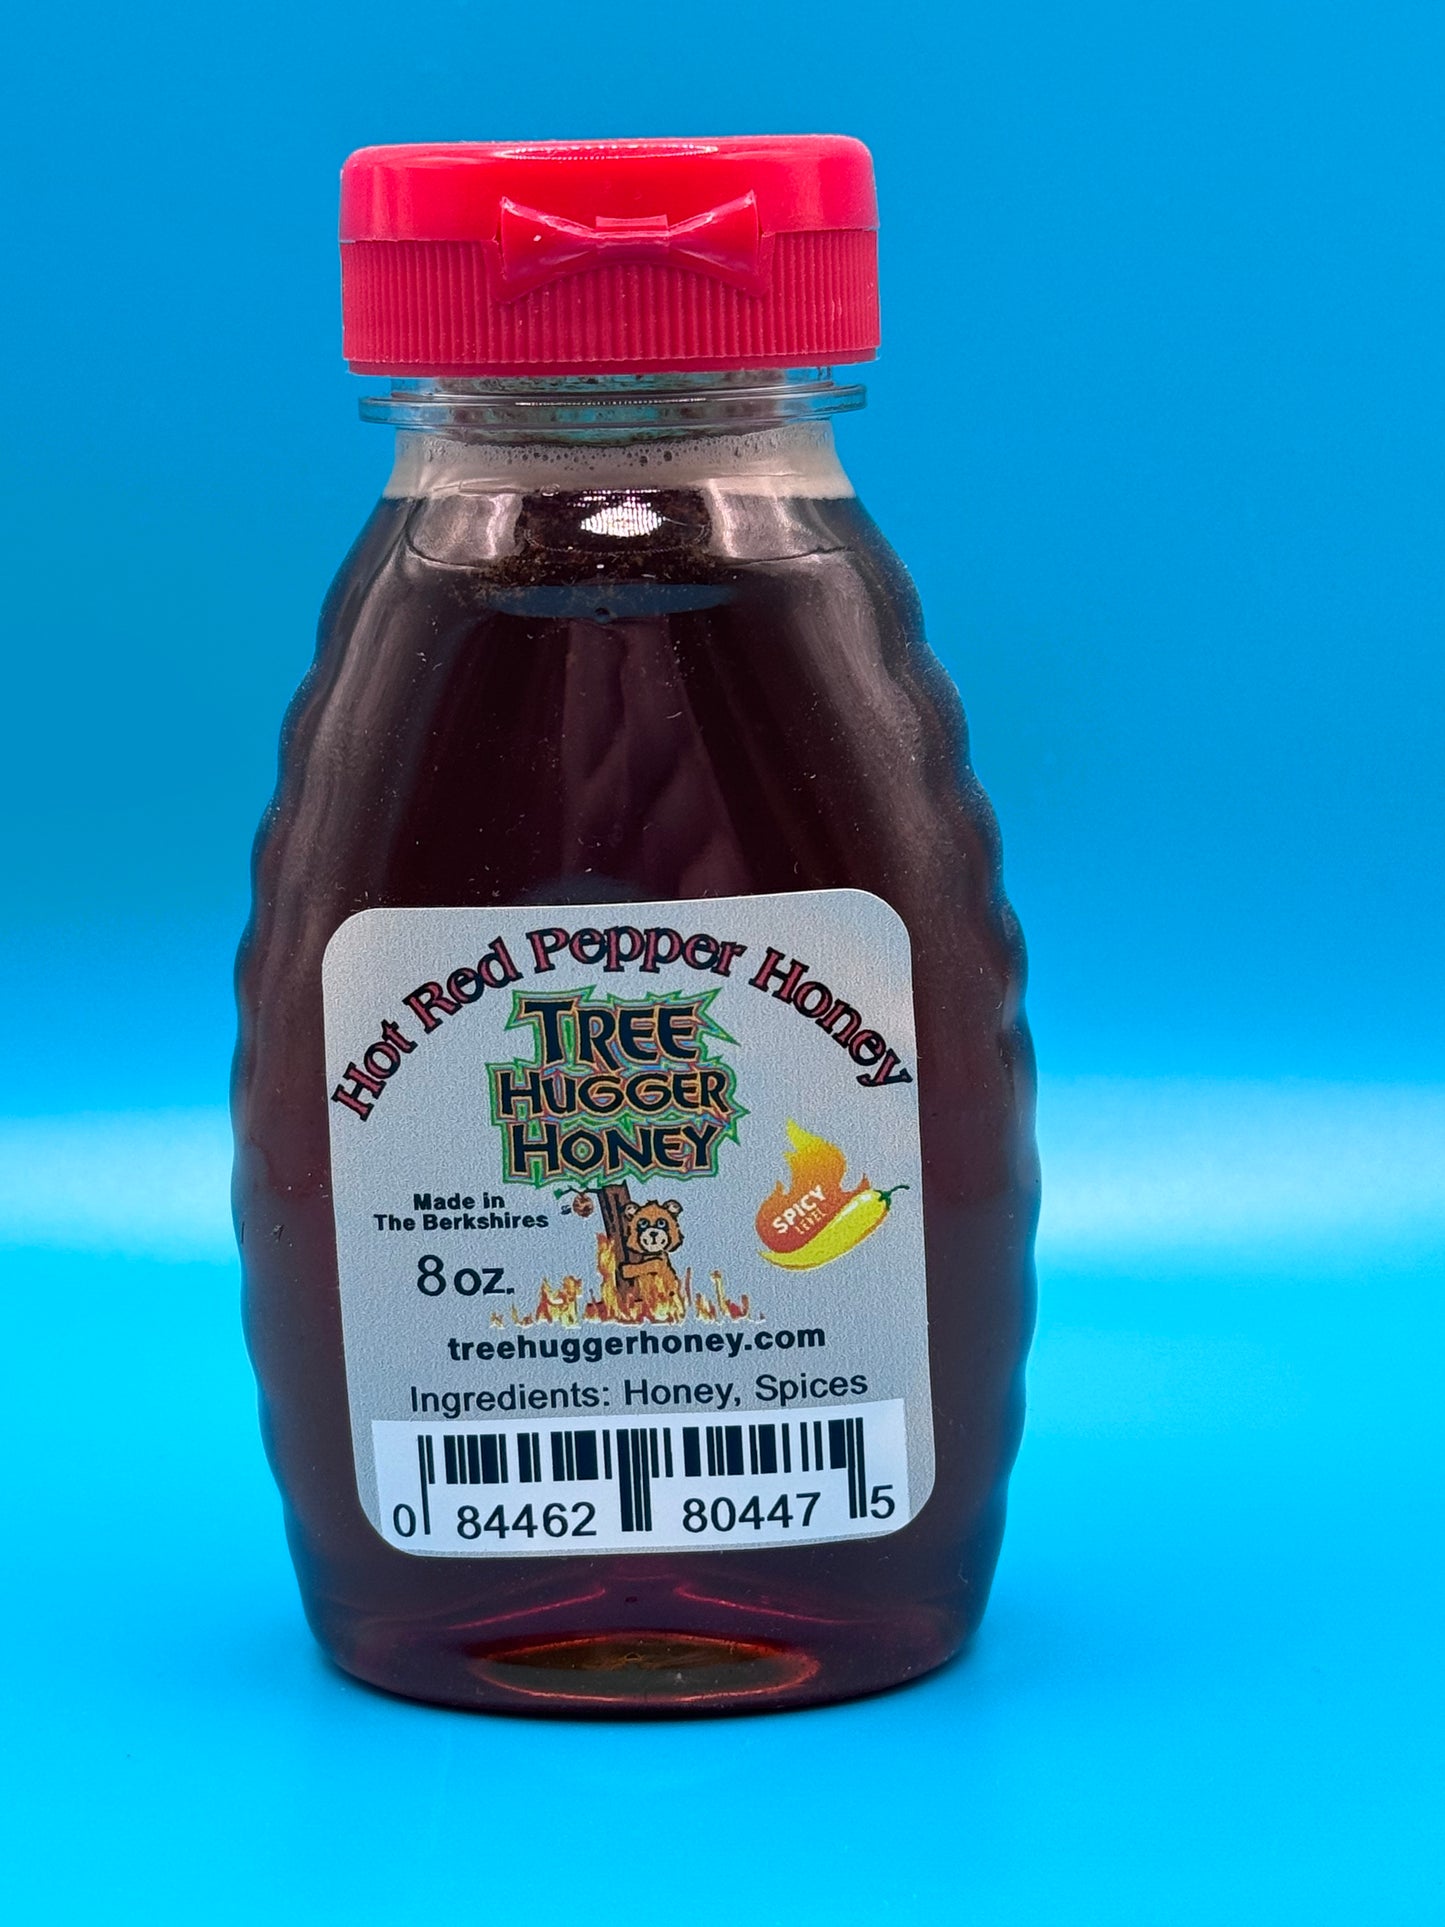 Hot Red Pepper Honey
TREE
HUGGER
HONEY
Made in
The Berkshires
8 oz.
SPICY
LEVEL
treehuggerhoney.com
Ingredients: Honey, Spices
0 84462 80447 5